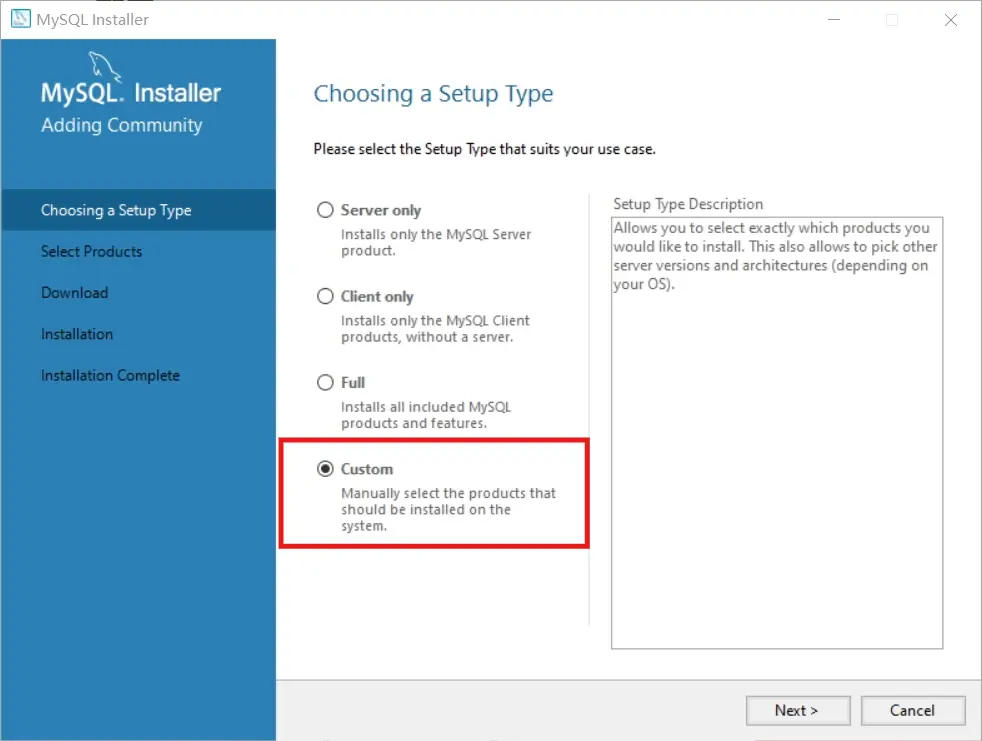 MySQL Installer
MySQL. Installer
Adding Community
Choosing a Setup Type
Select Products
Download
Installation
Installation Complete
Choosing a Setup Type
Please select the Setup Type that suits your use case.
Server only
Installs only the MySQL Server
product.
Client only
Installs only the MySQL Client
products, without a server.
Full
Installs all included MySQL
products and features.
Custom
Manually select the products that
should be installed on the
system.
Setup Type Description
Allows you to select exactly which products you
would like to install. This also allows to pick other
server versions and architectures (depending on
your OS).
Next >
Cancel